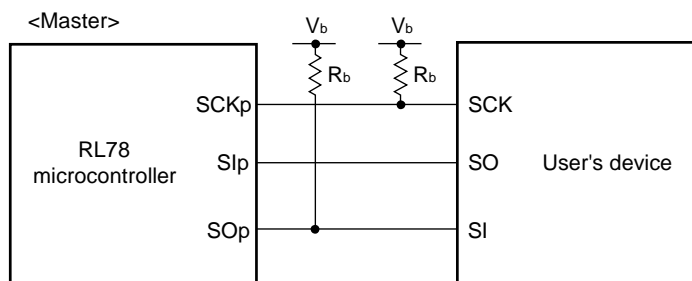 <Master>
Vb
Vb
Rb
Rb
SCKp
SCK
RL78
microcontroller
SIp
SO
User's device
SOp
SI